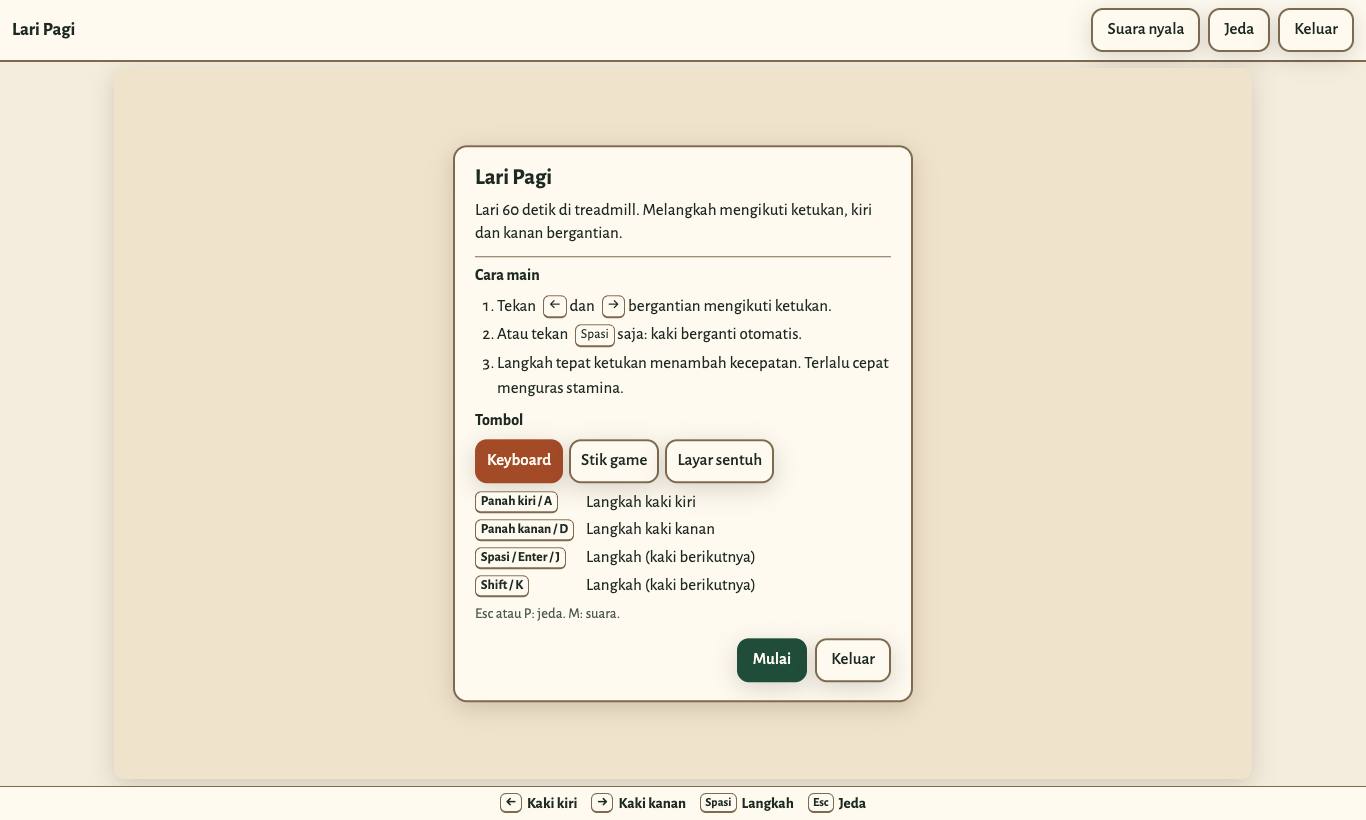 Lari Pagi
Suara nyala
Jeda
Keluar
Lari Pagi
Lari 60 detik di treadmill. Melangkah mengikuti ketukan, kiri
dan kanan bergantian.
Cara main
1. Tekan ← dan → bergantian mengikuti ketukan.
2. Atau tekan Spasi saja: kaki berganti otomatis.
3. Langkah tepat ketukan menambah kecepatan. Terlalu cepat
menguras stamina.
Tombol
Keyboard
Stik game
Layar sentuh
Panah kiri / A Langkah kaki kiri
Panah kanan / D Langkah kaki kanan
Spasi / Enter / J Langkah (kaki berikutnya)
Shift / K Langkah (kaki berikutnya)
Esc atau P: jeda. M: suara.
Mulai
Keluar
← Kaki kiri → Kaki kanan Spasi Langkah Esc Jeda